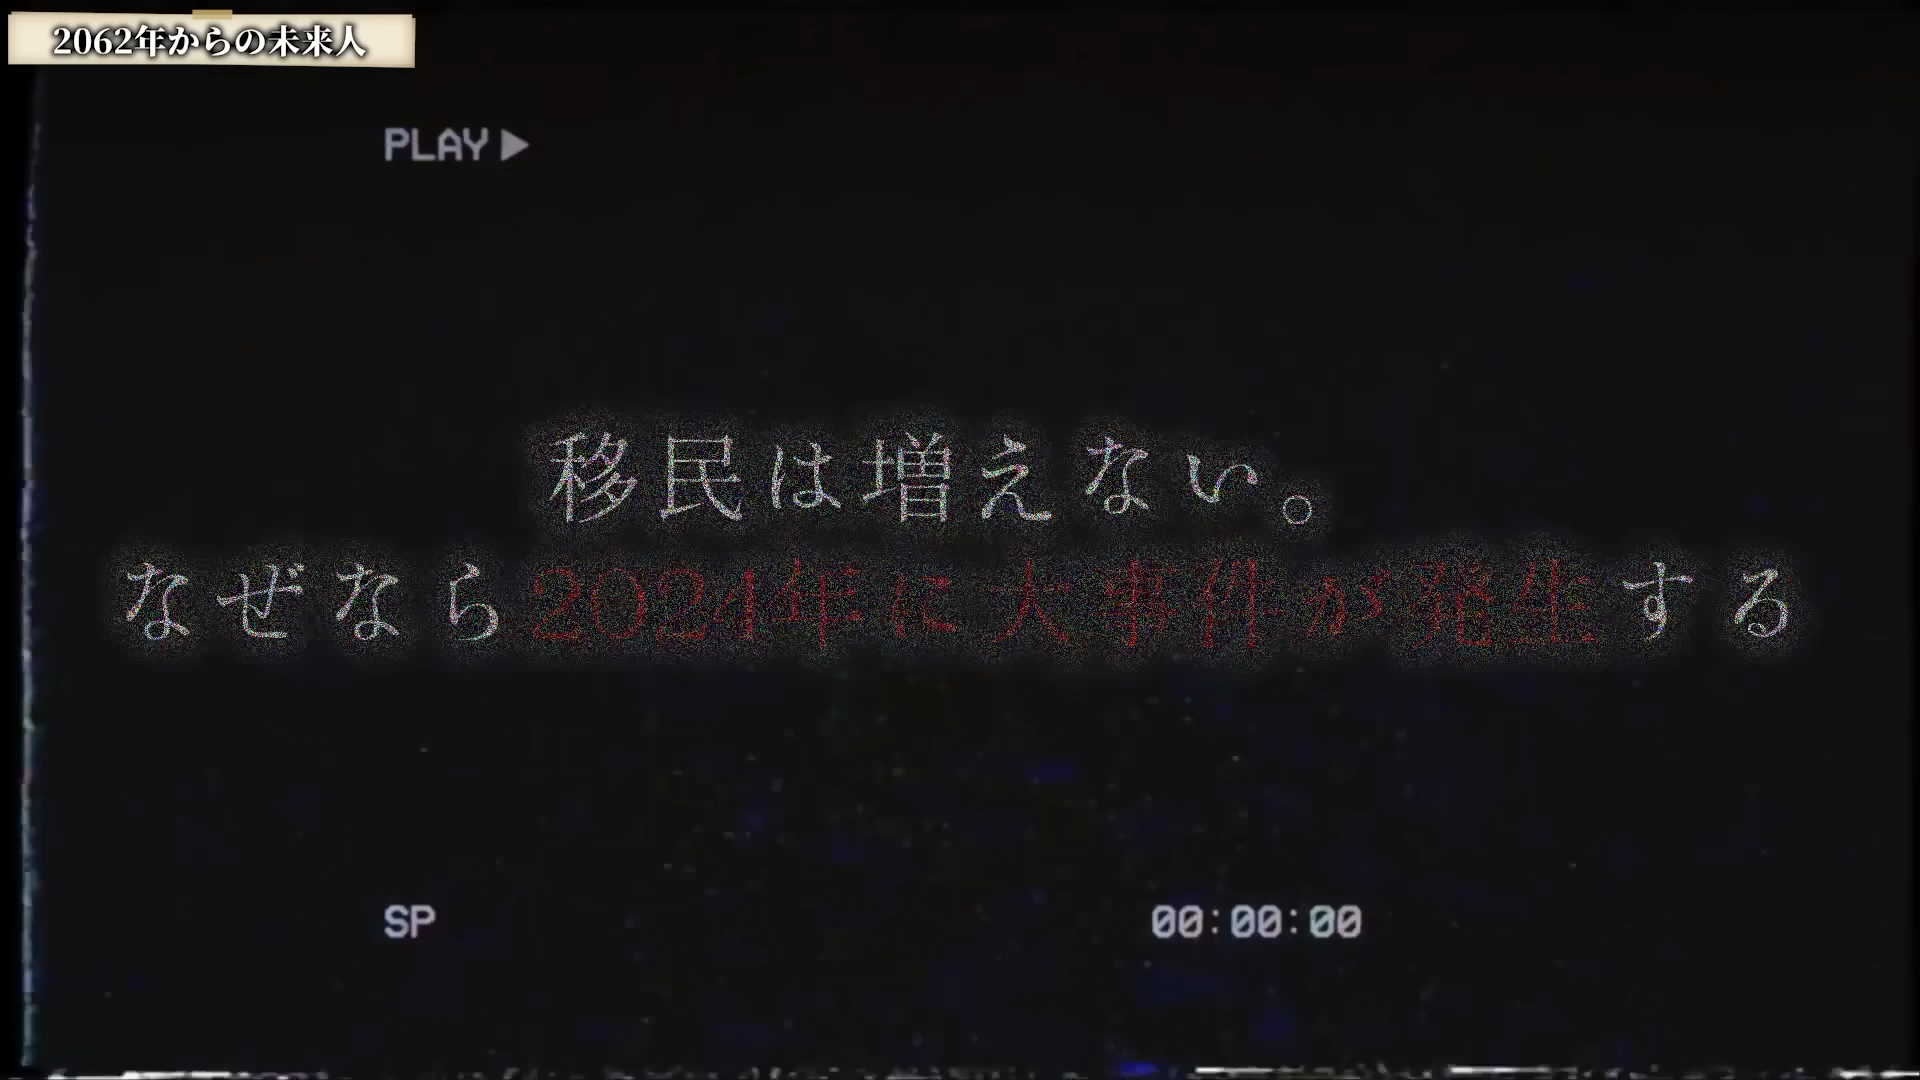 2062年からの未来人
PLAY ▶
移民は増えない。
なぜなら2024年に大事件が発生する
SP
00:00:00